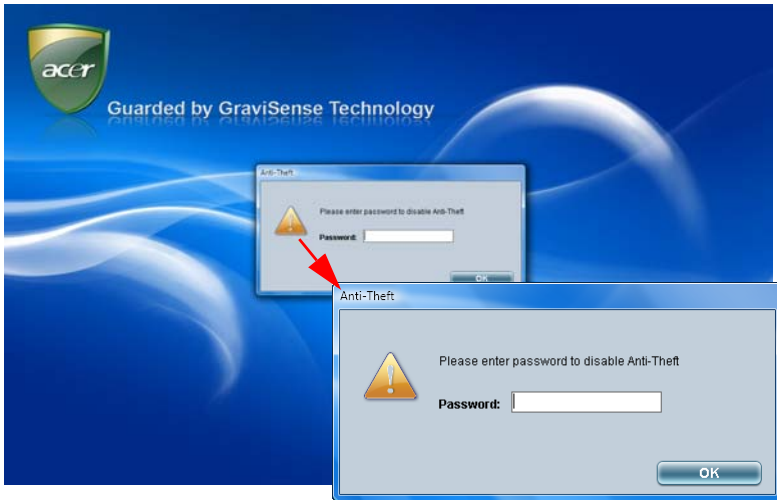 acer
Guarded by GraviSense Technology
Anti-Theft
Please enter password to disable Anti-Theft
Password:
OK
Anti-Theft
Please enter password to disable Anti-Theft
Password:
OK